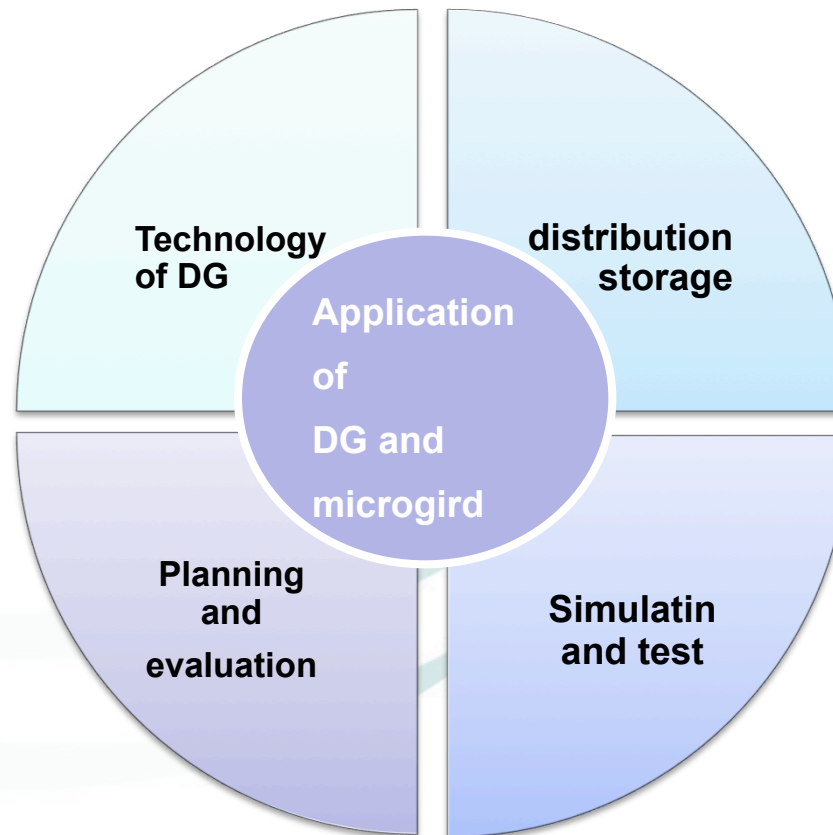 Technology
of DG
distribution
storage
Application
of
DG and
microgird
Planning
and
evaluation
Simulatin
and test